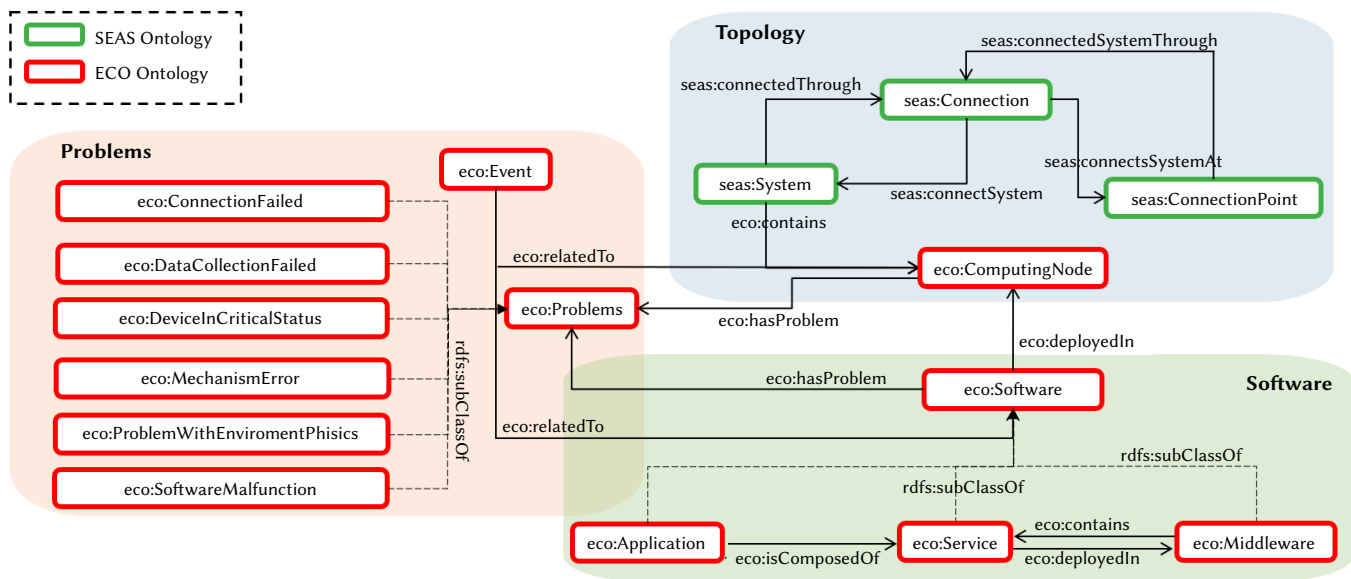 SEAS Ontology
ECO Ontology
Topology
seas:connectedSystemThrough
seas:connectedThrough
seas:Connection
seas:connectsSystemAt
seas:System
seas:connectSystem
seas:ConnectionPoint
eco:contains
Problems
eco:Event
eco:ConnectionFailed
eco:DataCollectionFailed
eco:relatedTo
eco:ComputingNode
eco:DeviceInCriticalStatus
eco:Problems
eco:hasProblem
rdfs:subClassOf
eco:deployedIn
eco:MechanismError
eco:hasProblem
eco:Software
Software
eco:ProblemWithEnviromentPhisics
eco:relatedTo
eco:SoftwareMalfunction
rdfs:subClassOf
rdfs:subClassOf
eco:Application
eco:isComposedOf
eco:Service
eco:contains
eco:deployedIn
eco:Middleware